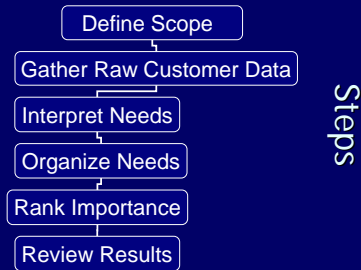 Define Scope
Gather Raw Customer Data
Interpret Needs
Organize Needs
Rank Importance
Review Results
Steps